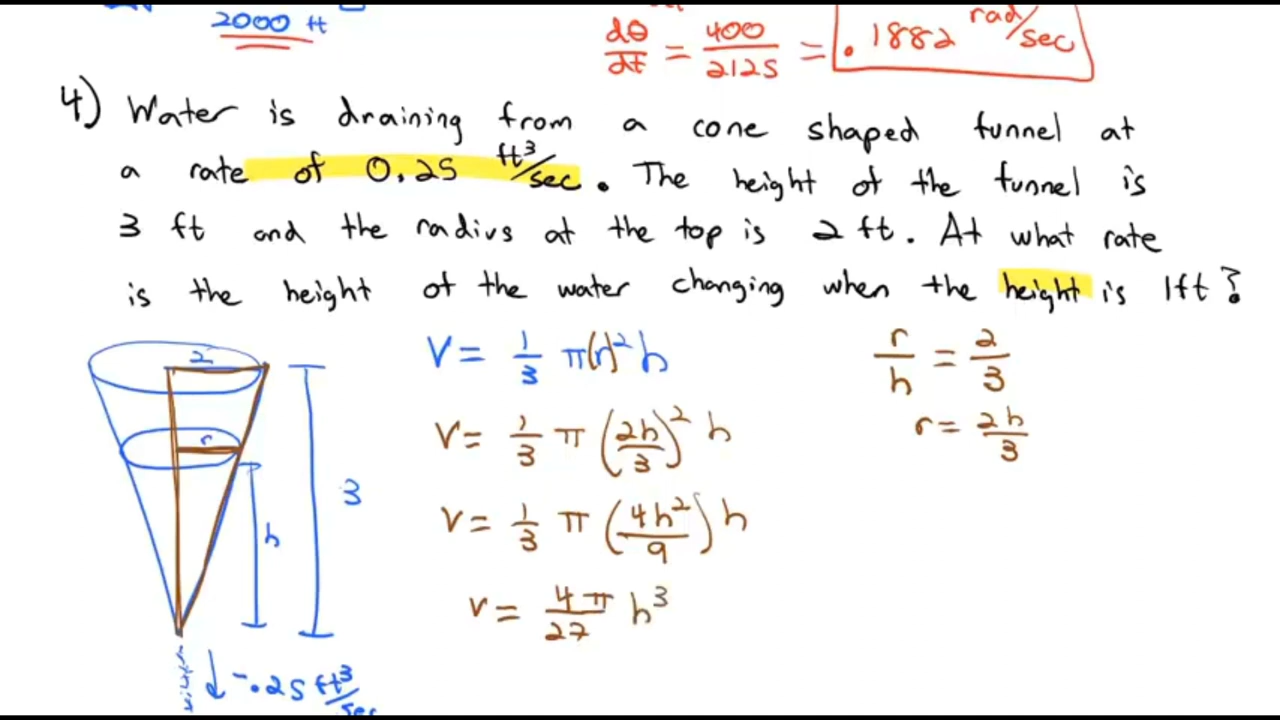 2000 ft
dθ/dt = 400/2125 = .1882 rad/sec
4) Water is draining from a cone shaped funnel at
a rate of 0.25 ft³/sec. The height of the funnel is
3 ft and the radius at the top is 2 ft. At what rate
is the height of the water changing when the height is 1ft?
2
r
h
3
-.25 ft³/sec
V = 1/3 π(r)² h
V = 1/3 π (2h/3)² h
V = 1/3 π (4h²/9) h
V = 4π/27 h³
r/h = 2/3
r = 2h/3